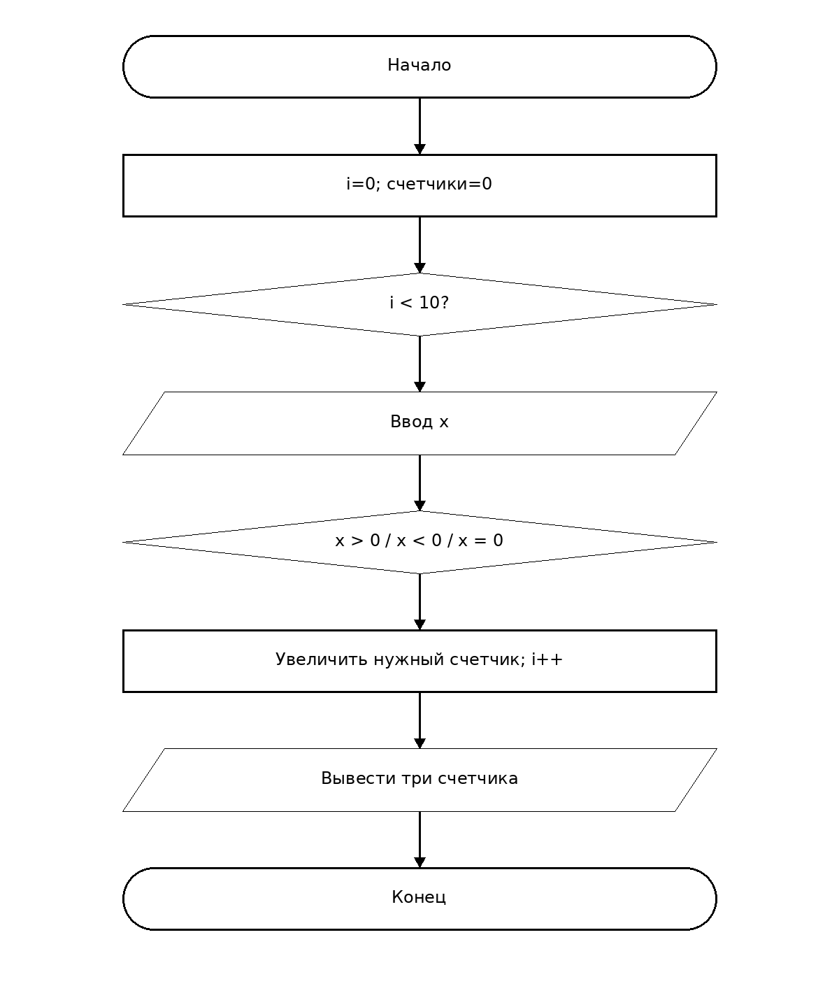 Начало
i=0; счетчики=0
i < 10?
Ввод x
x > 0 / x < 0 / x = 0
Увеличить нужный счетчик; i++
Вывести три счетчика
Конец